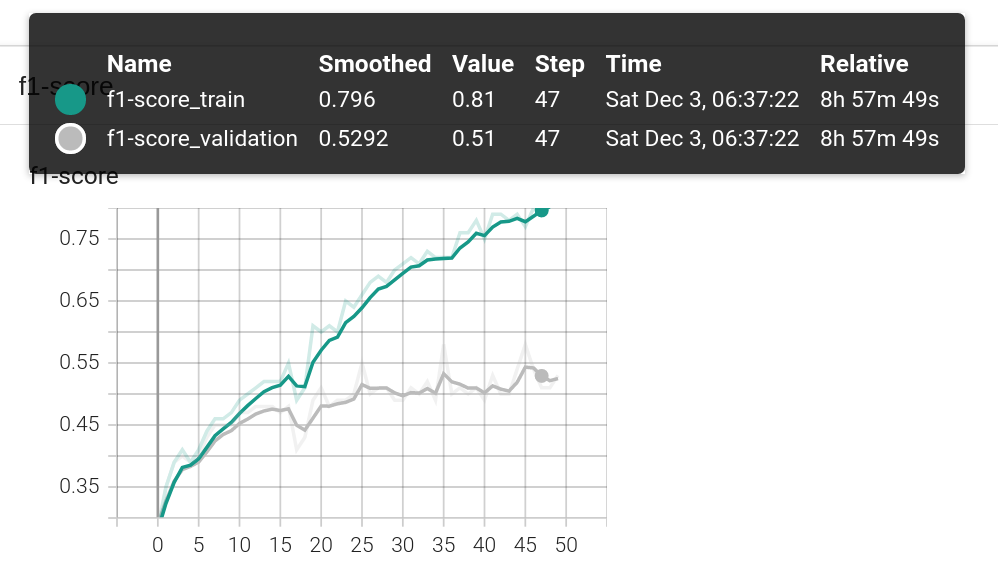 Name Smoothed Value Step Time Relative
f1-score
f1-score_train 0.796 0.81 47 Sat Dec 3, 06:37:22 8h 57m 49s
f1-score_validation 0.5292 0.51 47 Sat Dec 3, 06:37:22 8h 57m 49s
f1-score
0.75
0.65
0.55
0.45
0.35
0 5 10 15 20 25 30 35 40 45 50